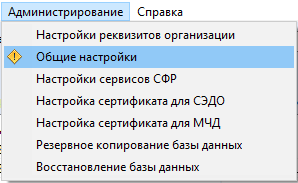 Администрирование Справка
Настройки реквизитов организации
Общие настройки
Настройки сервисов СФР
Настройка сертификата для СЭДО
Настройка сертификата для МЧД
Резервное копирование базы данных
Восстановление базы данных